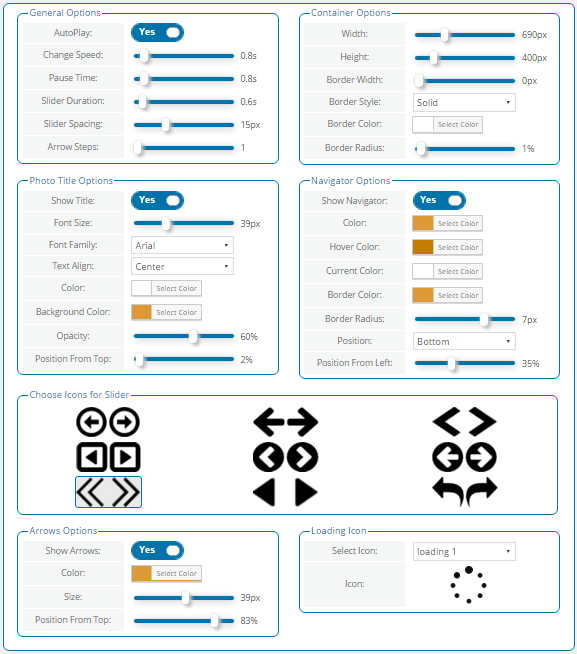 General Options
AutoPlay: Yes
Change Speed: 0.8s
Pause Time: 0.8s
Slider Duration: 0.6s
Slider Spacing: 15px
Arrow Steps: 1
Container Options
Width: 690px
Height: 400px
Border Width: 0px
Border Style: Solid
Border Color: Select Color
Border Radius: 1%
Photo Title Options
Show Title: Yes
Font Size: 39px
Font Family: Arial
Text Align: Center
Color: Select Color
Background Color: Select Color
Opacity: 60%
Position From Top: 2%
Navigator Options
Show Navigator: Yes
Color: Select Color
Hover Color: Select Color
Current Color: Select Color
Border Color: Select Color
Border Radius: 7px
Position: Bottom
Position From Left: 35%
Choose Icons for Slider
Arrows Options
Show Arrows: Yes
Color: Select Color
Size: 39px
Position From Top: 83%
Loading Icon
Select Icon: loading 1
Icon: